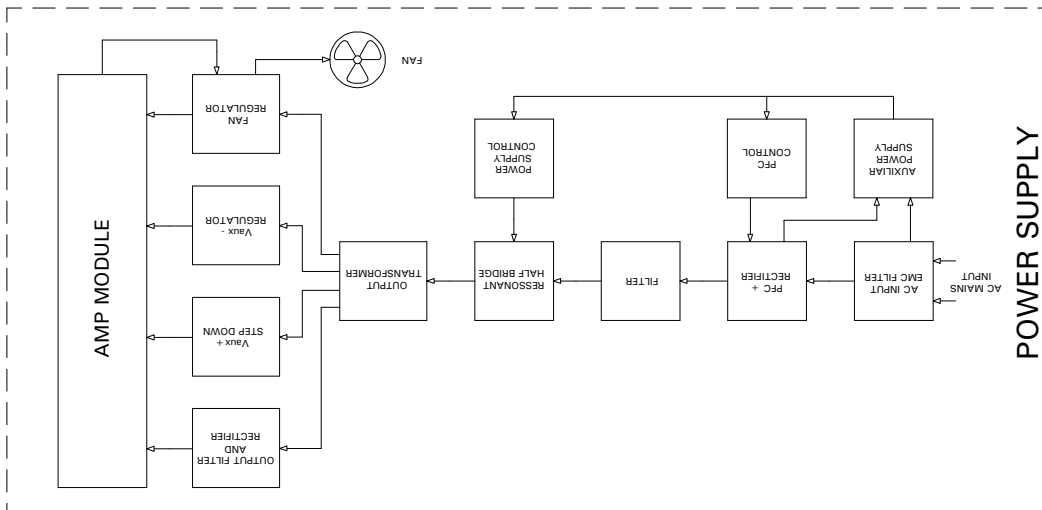 POWER SUPPLY
AC MAINS
INPUT
AC INPUT
EMC FILTER
PFC +
RECTIFIER
FILTER
RESSONANT
HALF BRIDGE
OUTPUT
TRANSFORMER
OUTPUT FILTER
AND
RECTIFIER
Vaux +
STEP DOWN
Vaux -
REGULATOR
FAN
REGULATOR
AMP MODULE
AUXILIAR
POWER
SUPPLY
PFC
CONTROL
POWER
SUPPLY
CONTROL
FAN